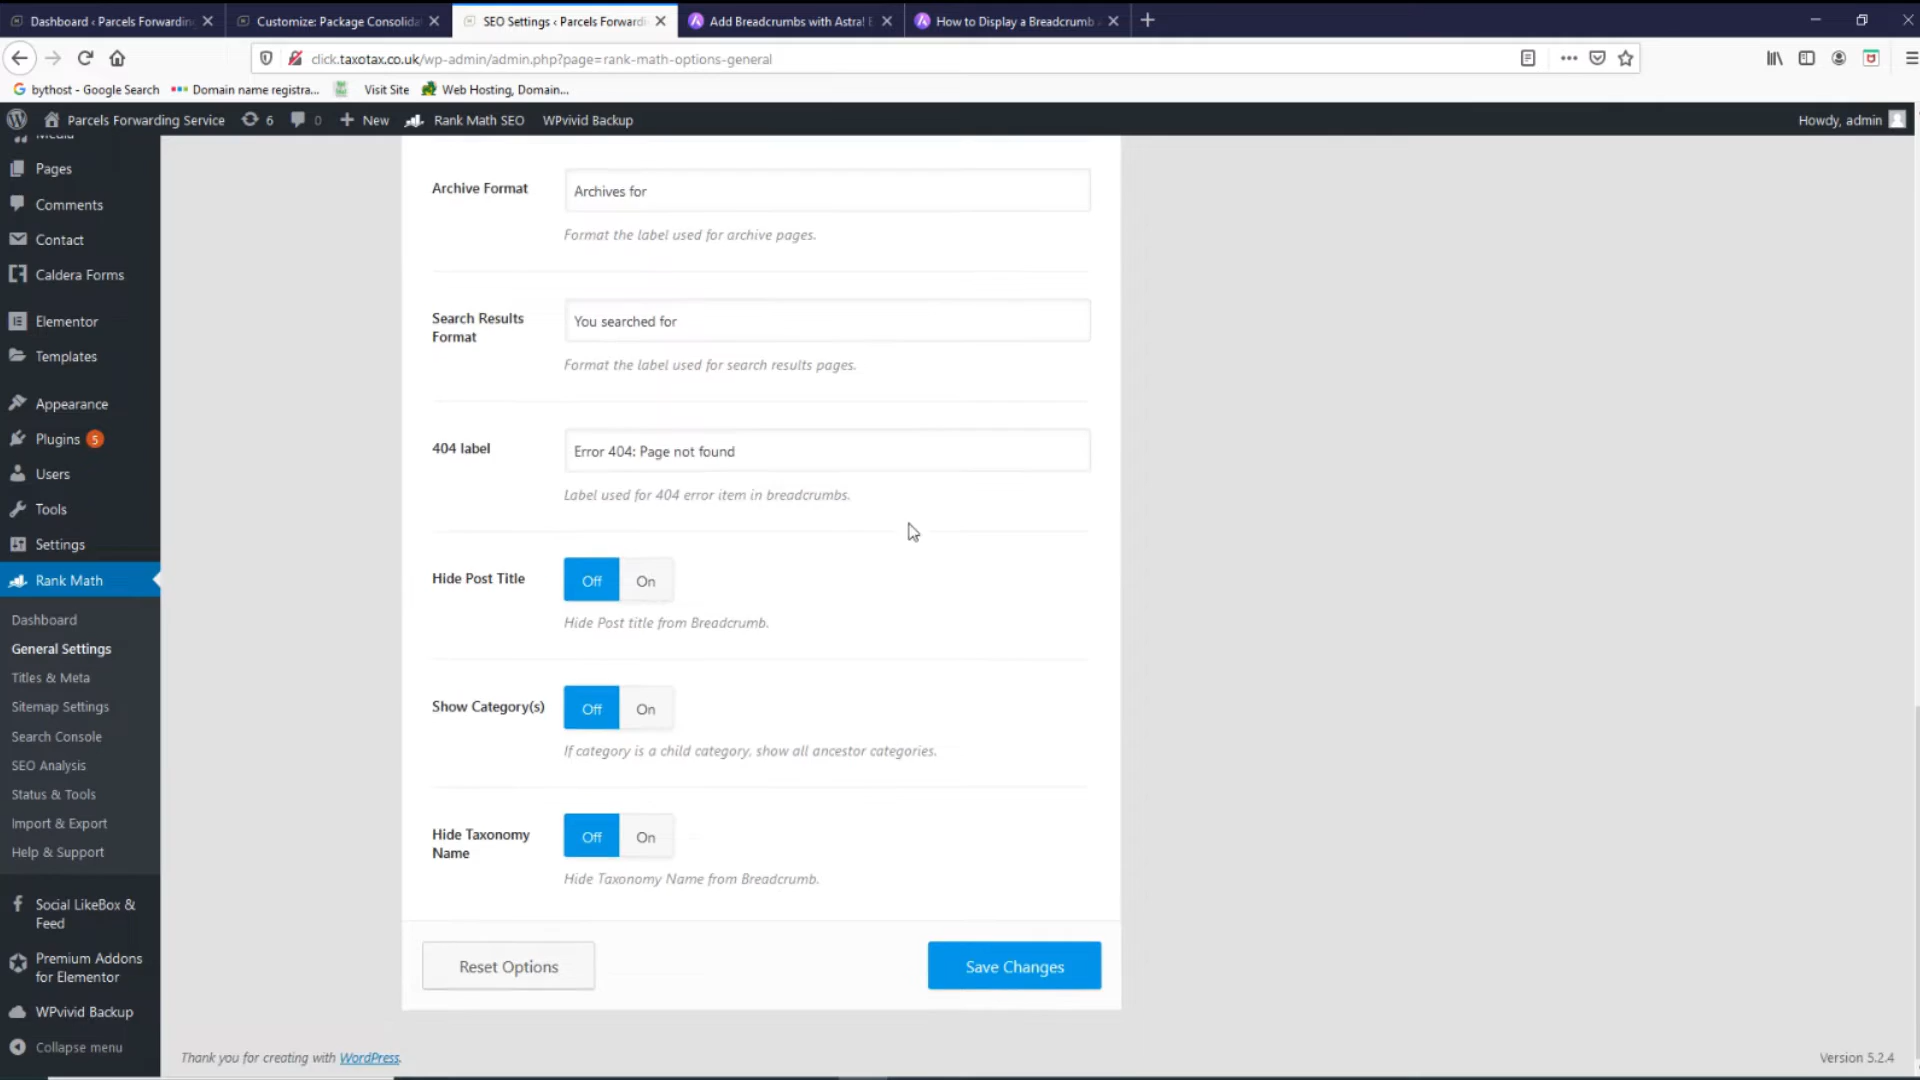 Dashboard ‹ Parcels Forwardin
Customize: Package Consolida
SEO Settings ‹ Parcels Forwardi
Add Breadcrumbs with Astra! E
How to Display a Breadcrumb
click.taxotax.co.uk/wp-admin/admin.php?page=rank-math-options-general
bythost - Google Search
Domain name registra...
Visit Site
Web Hosting, Domain...
Parcels Forwarding Service
6
0
New
Rank Math SEO
WPvivid Backup
Howdy, admin
Media
Pages
Comments
Contact
Caldera Forms
Elementor
Templates
Appearance
Plugins 5
Users
Tools
Settings
Rank Math
Dashboard
General Settings
Titles & Meta
Sitemap Settings
Search Console
SEO Analysis
Status & Tools
Import & Export
Help & Support
Social LikeBox &
Feed
Premium Addons
for Elementor
WPvivid Backup
Collapse menu
Archive Format
Archives for
Format the label used for archive pages.
Search Results
Format
You searched for
Format the label used for search results pages.
404 label
Error 404: Page not found
Label used for 404 error item in breadcrumbs.
Hide Post Title
Off On
Hide Post title from Breadcrumb.
Show Category(s)
Off On
If category is a child category, show all ancestor categories.
Hide Taxonomy
Name
Off On
Hide Taxonomy Name from Breadcrumb.
Reset Options
Save Changes
Thank you for creating with WordPress.
Version 5.2.4